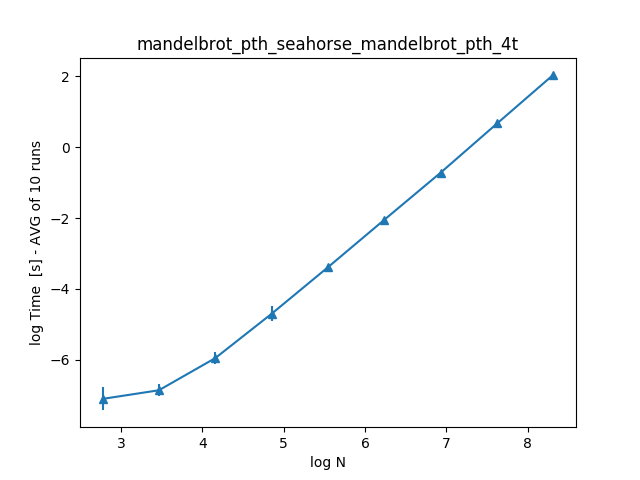 mandelbrot_pth_seahorse_mandelbrot_pth_4t
log Time  [s] - AVG of 10 runs
2
0
−2
−4
−6
3 4 5 6 7 8
log N